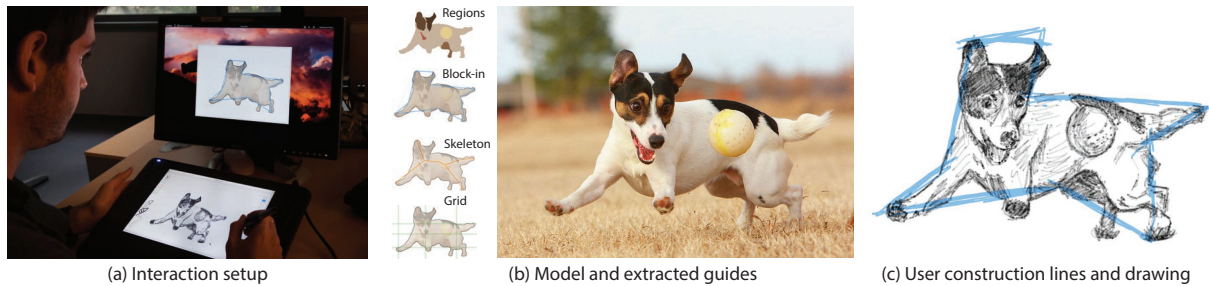 Regions
Block-in
Skeleton
Grid
(a) Interaction setup
(b) Model and extracted guides
(c) User construction lines and drawing